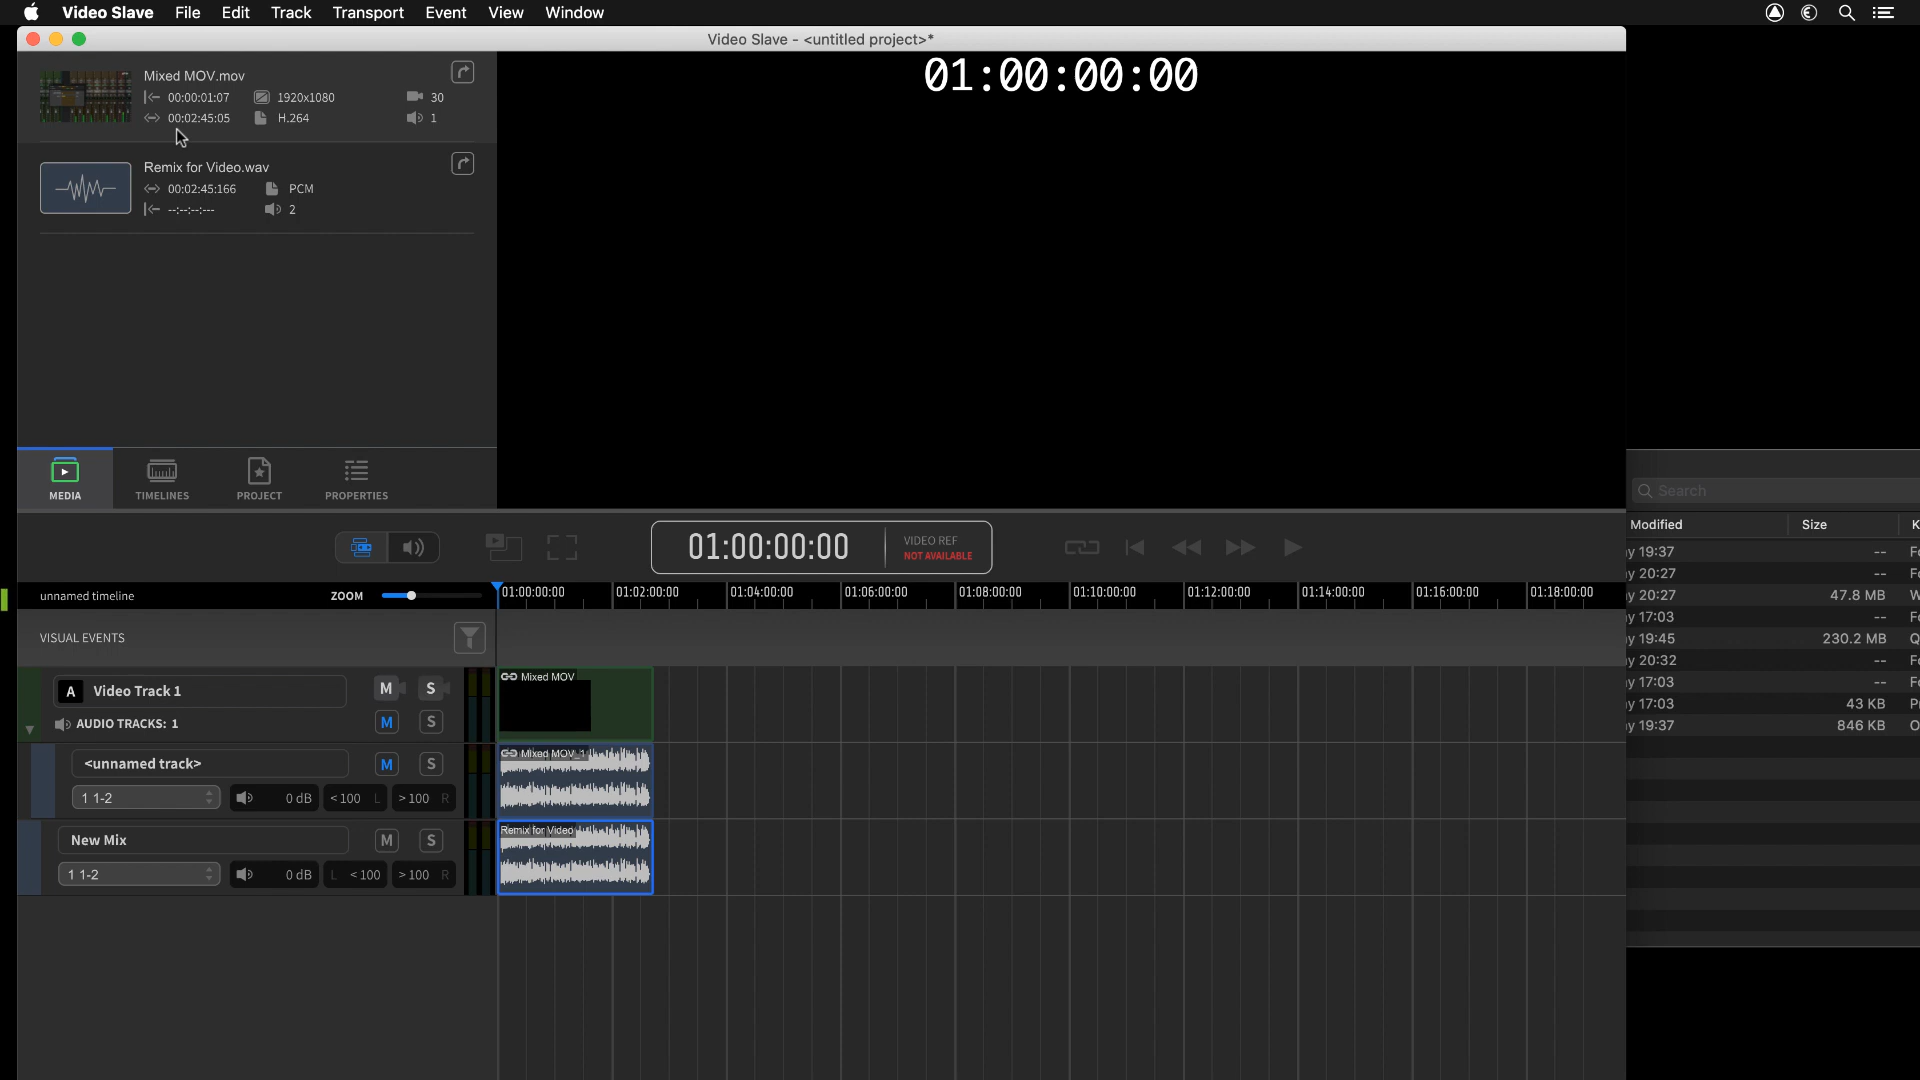 Video Slave File Edit Track Transport Event View Window
Video Slave - <untitled project>*
Mixed MOV.mov
00:00:01:07 1920x1080 30
00:02:45:05 H.264 1
Remix for Video.wav
00:02:45:166 PCM
--:--:--:--- 2
01:00:00:00
MEDIA TIMELINES PROJECT PROPERTIES
01:00:00:00 VIDEO REF
NOT AVAILABLE
Search
Modified Size
y 19:37 --
y 20:27 --
y 20:27 47.8 MB
y 17:03 --
y 19:45 230.2 MB
y 20:32 --
y 17:03 --
y 17:03 43 KB
y 19:37 846 KB
unnamed timeline ZOOM 01:00:00:00 01:02:00:00 01:04:00:00 01:06:00:00 01:08:00:00 01:10:00:00 01:12:00:00 01:14:00:00 01:16:00:00 01:18:00:00
VISUAL EVENTS
A Video Track 1 M S Mixed MOV
AUDIO TRACKS: 1 M S
<unnamed track> M S Mixed MOV_1
1 1-2 0 dB <100 L >100 R
New Mix M S Remix for Video
1 1-2 0 dB L <100 >100 R